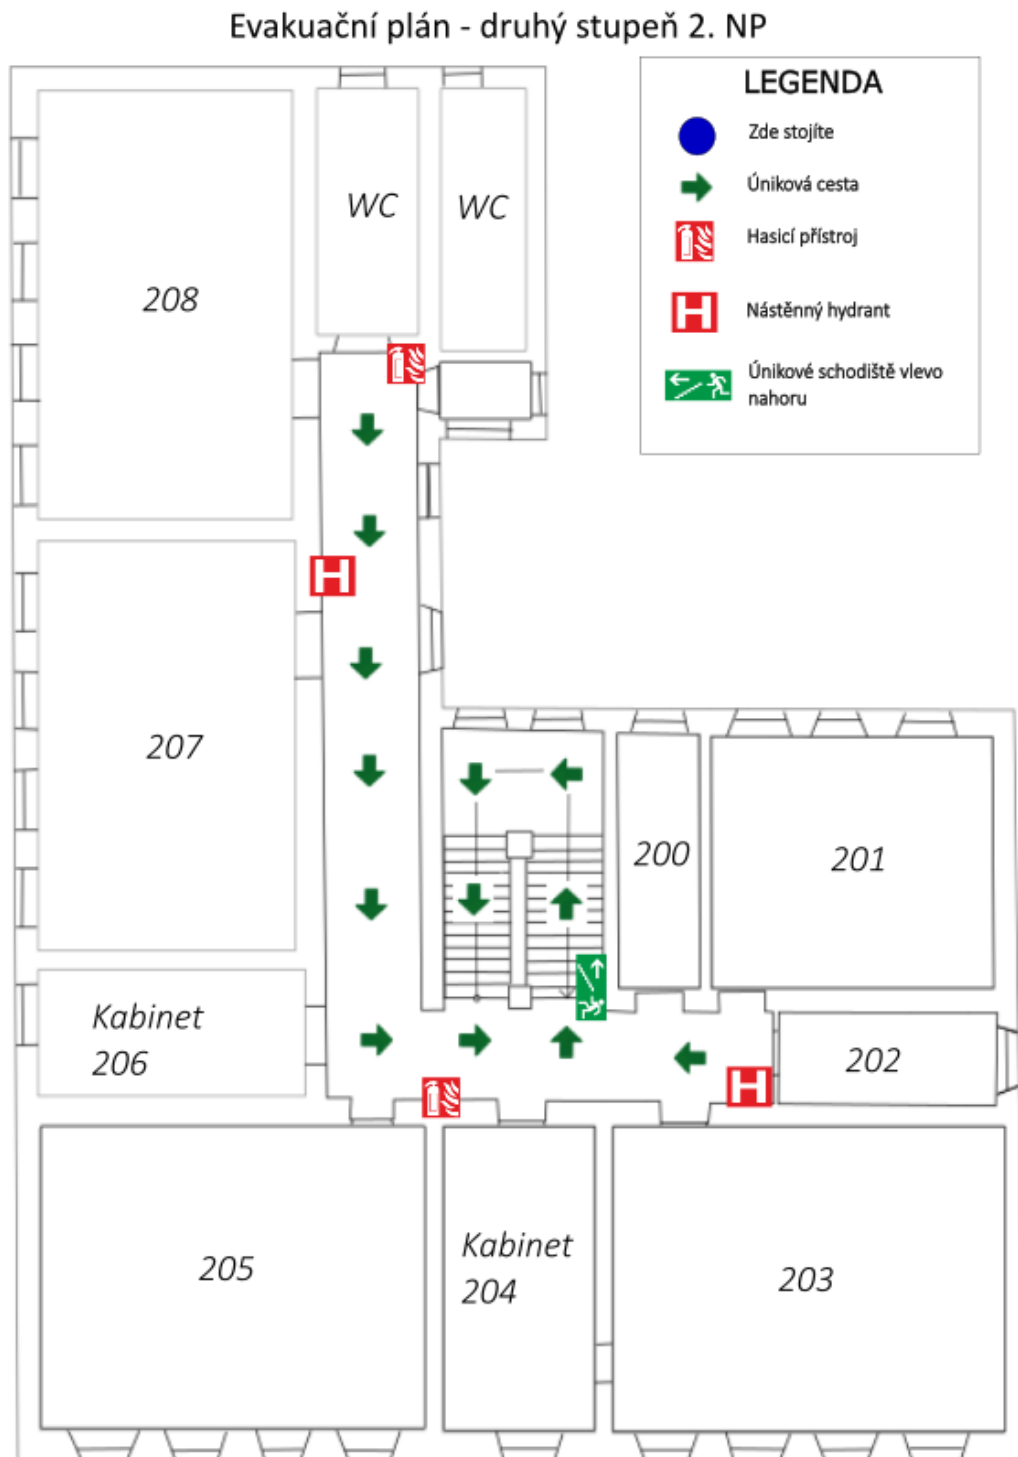 Evakuační plán - druhý stupeň 2. NP
LEGENDA
Zde stojíte
Úniková cesta
Hasicí přístroj
Nástěnný hydrant
Únikové schodiště vlevo
nahoru
WC
WC
208
207
200
201
Kabinet
206
202
205
Kabinet
204
203